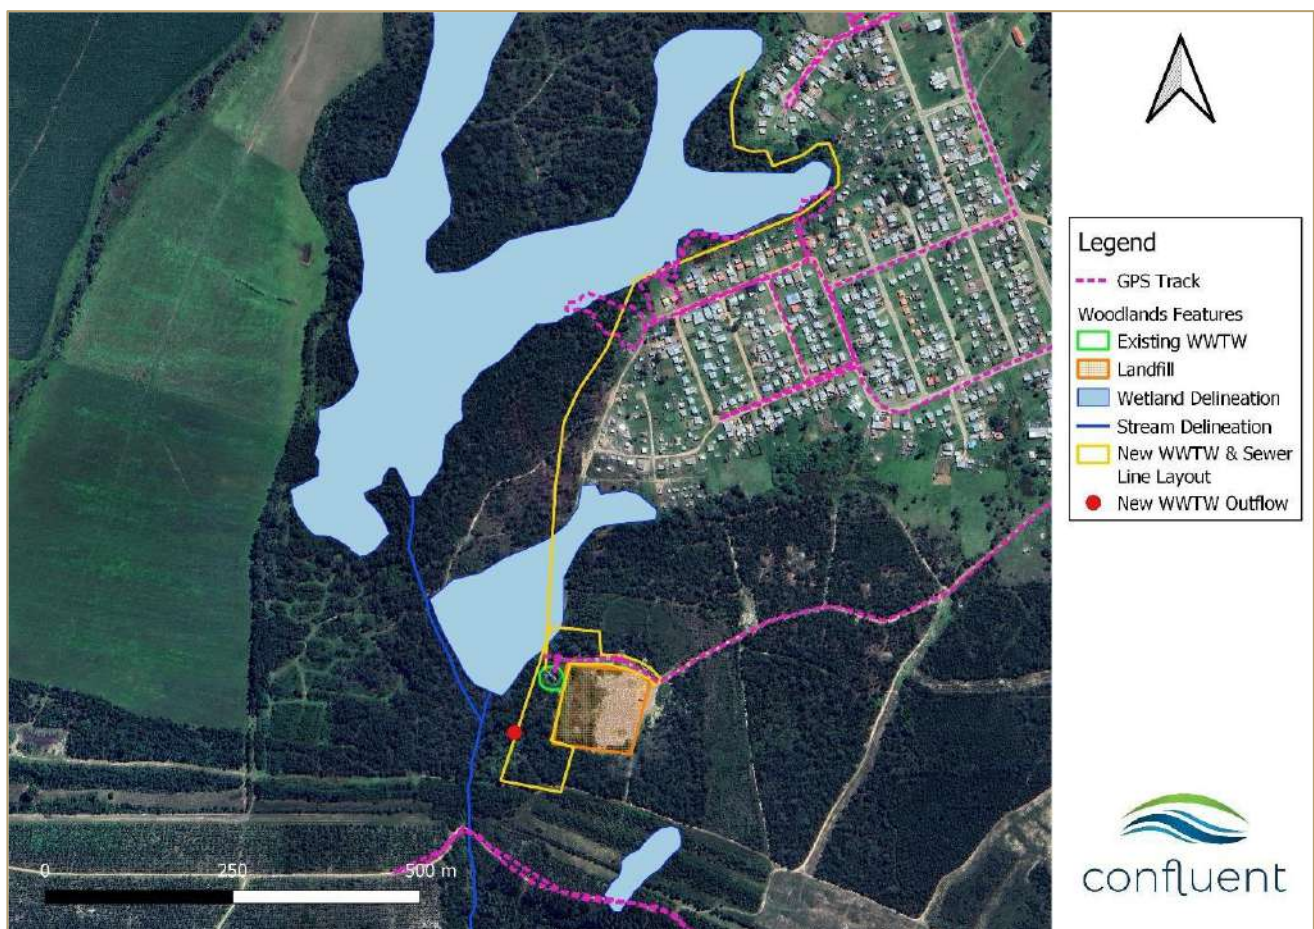 Legend
GPS Track
Woodlands Features
Existing WWTW
Landfill
Wetland Delineation
Stream Delineation
New WWTW & Sewer
Line Layout
New WWTW Outflow
0 250 500 m
confluent